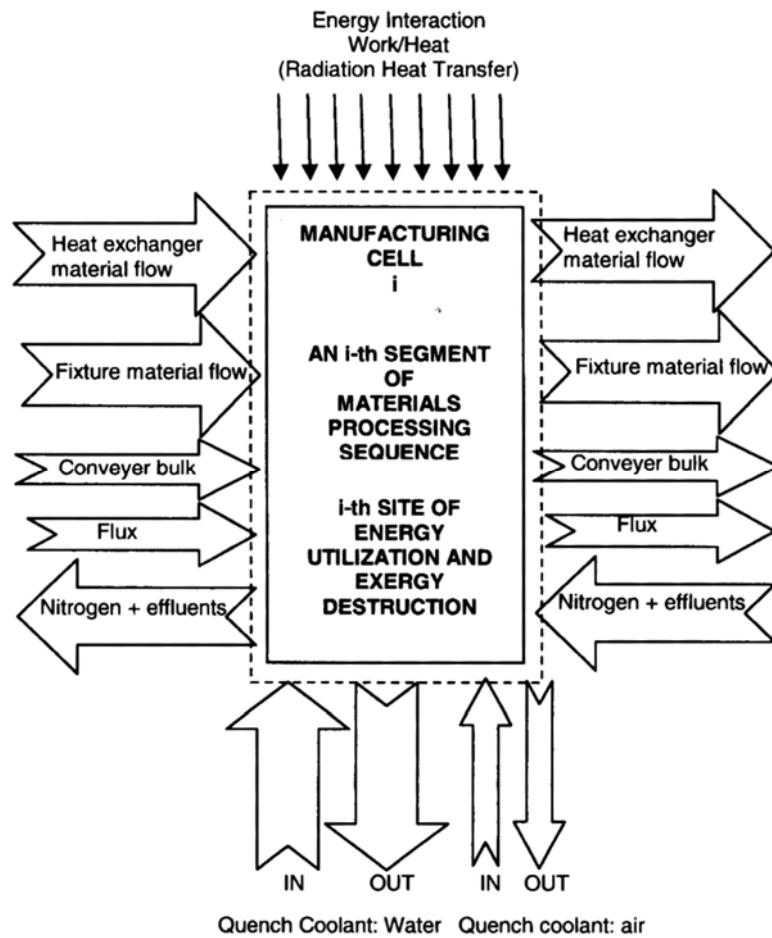 Energy Interaction
Work/Heat
(Radiation Heat Transfer)
Heat exchanger
material flow
Fixture material flow
Conveyer bulk
Flux
Nitrogen + effluents
MANUFACTURING
CELL
i
AN i-th SEGMENT
OF
MATERIALS
PROCESSING
SEQUENCE
i-th SITE OF
ENERGY
UTILIZATION AND
EXERGY
DESTRUCTION
Heat exchanger
material flow
Fixture material flow
Conveyer bulk
Flux
Nitrogen + effluents
IN OUT IN OUT
Quench Coolant: Water Quench coolant: air